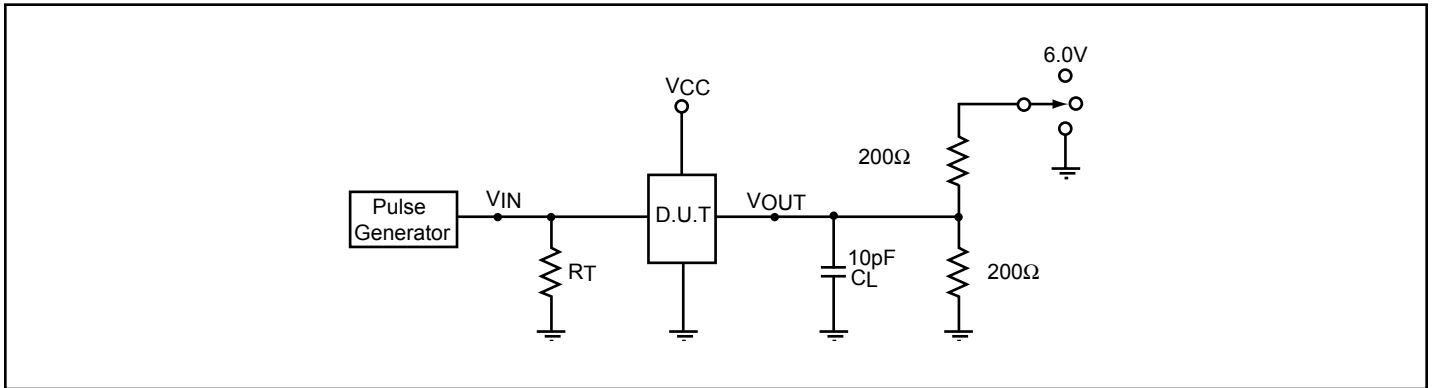 6.0V
VCC
200Ω
Pulse
Generator
VIN
D.U.T
VOUT
RT
10pF
CL
200Ω